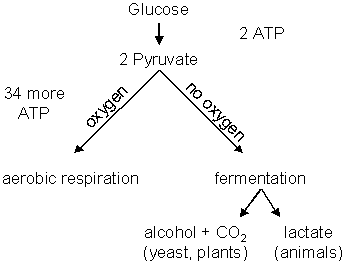 Glucose
2 ATP
2 Pyruvate
34 more
ATP
oxygen
no oxygen
aerobic respiration
fermentation
alcohol + CO₂
(yeast, plants)
lactate
(animals)